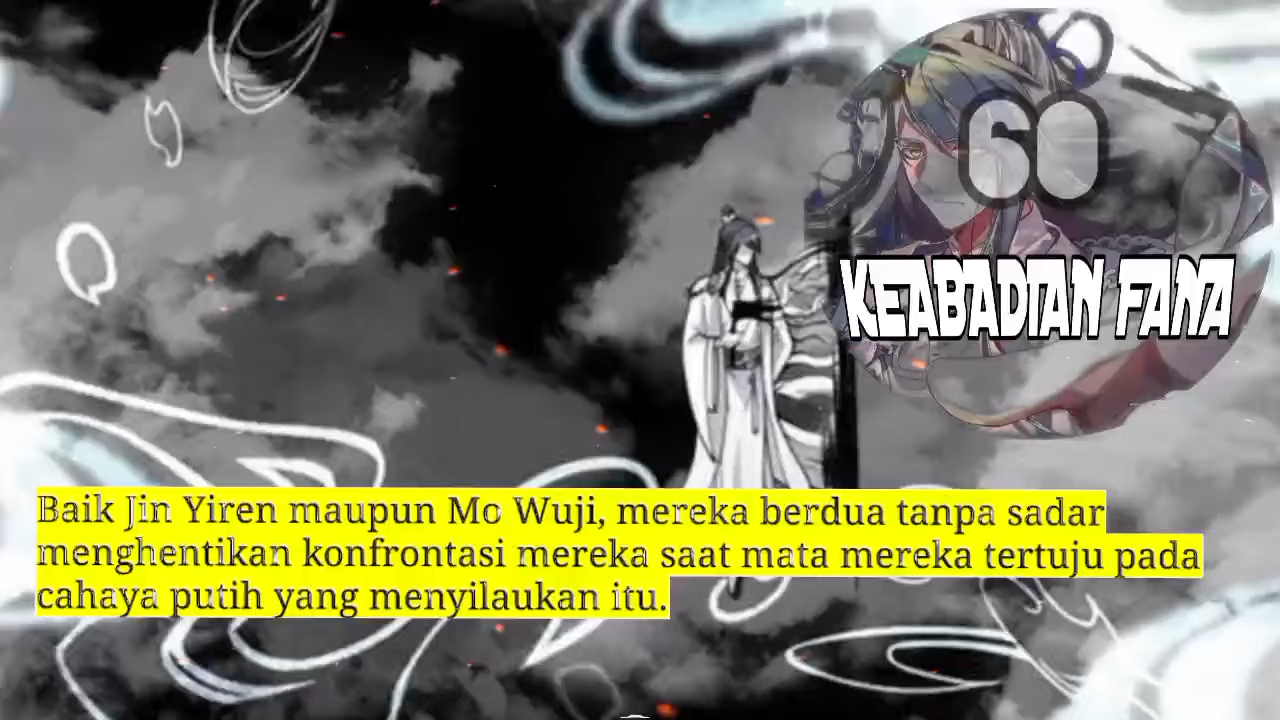 60
KEABADIAN FANA
Baik Jin Yiren maupun Mo Wuji, mereka berdua tanpa sadar
menghentikan konfrontasi mereka saat mata mereka tertuju pada
cahaya putih yang menyilaukan itu.